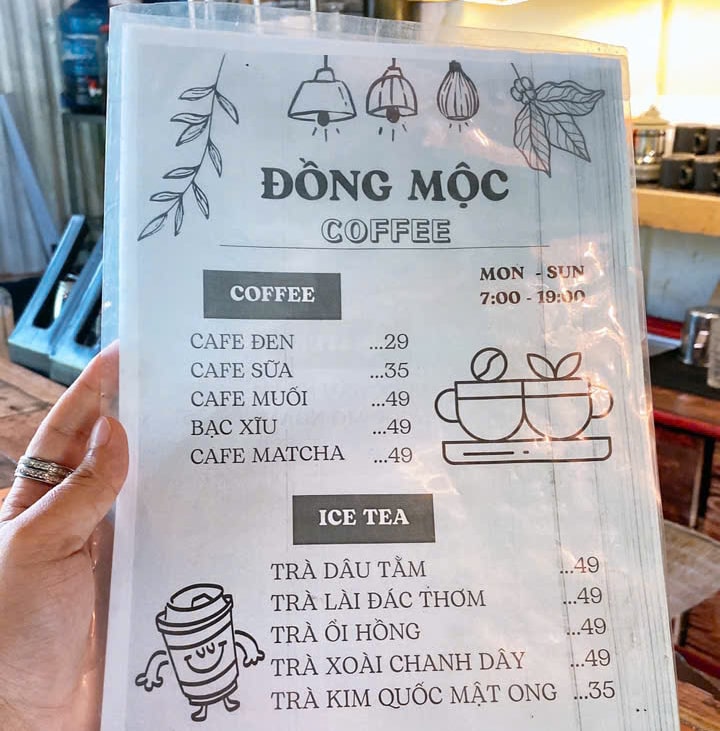 ĐỒNG MỘC
COFFEE
MON - SUN
7:00 - 19:00
COFFEE
CAFE ĐEN ...29
CAFE SỮA ...35
CAFE MUỐI ...49
BẠC XĨU ...49
CAFE MATCHA ...49
ICE TEA
TRÀ DÂU TẰM ...49
TRÀ LÀI ĐÁC THƠM ...49
TRÀ ỔI HỒNG ...49
TRÀ XOÀI CHANH DÂY ...49
TRÀ KIM QUỐC MẬT ONG ...35